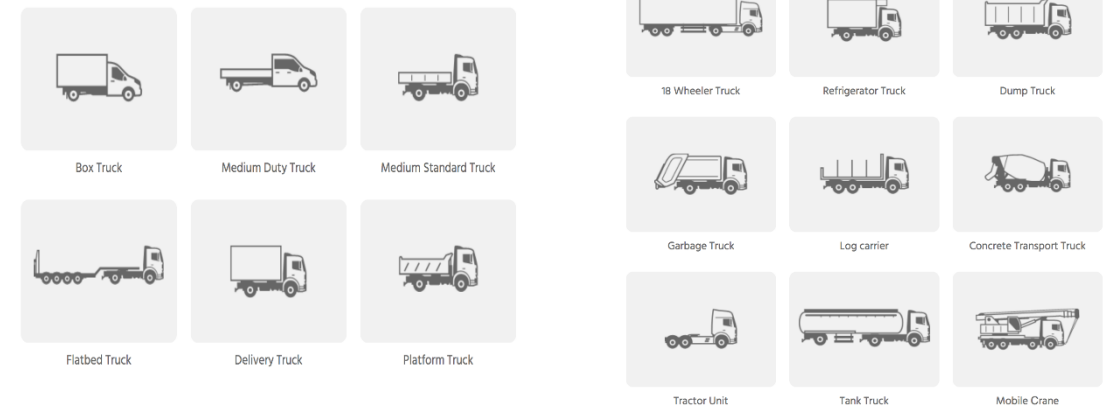 Box Truck
Medium Duty Truck
Medium Standard Truck
Flatbed Truck
Delivery Truck
Platform Truck
18 Wheeler Truck
Refrigerator Truck
Dump Truck
Garbage Truck
Log carrier
Concrete Transport Truck
Tractor Unit
Tank Truck
Mobile Crane